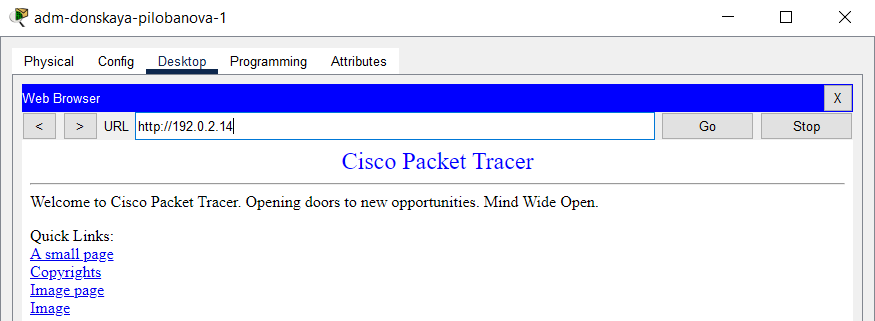 adm-donskaya-pilobanova-1
Physical Config Desktop Programming Attributes
Web Browser X
< > URL http://192.0.2.14 Go Stop
Cisco Packet Tracer
Welcome to Cisco Packet Tracer. Opening doors to new opportunities. Mind Wide Open.
Quick Links:
A small page
Copyrights
Image page
Image